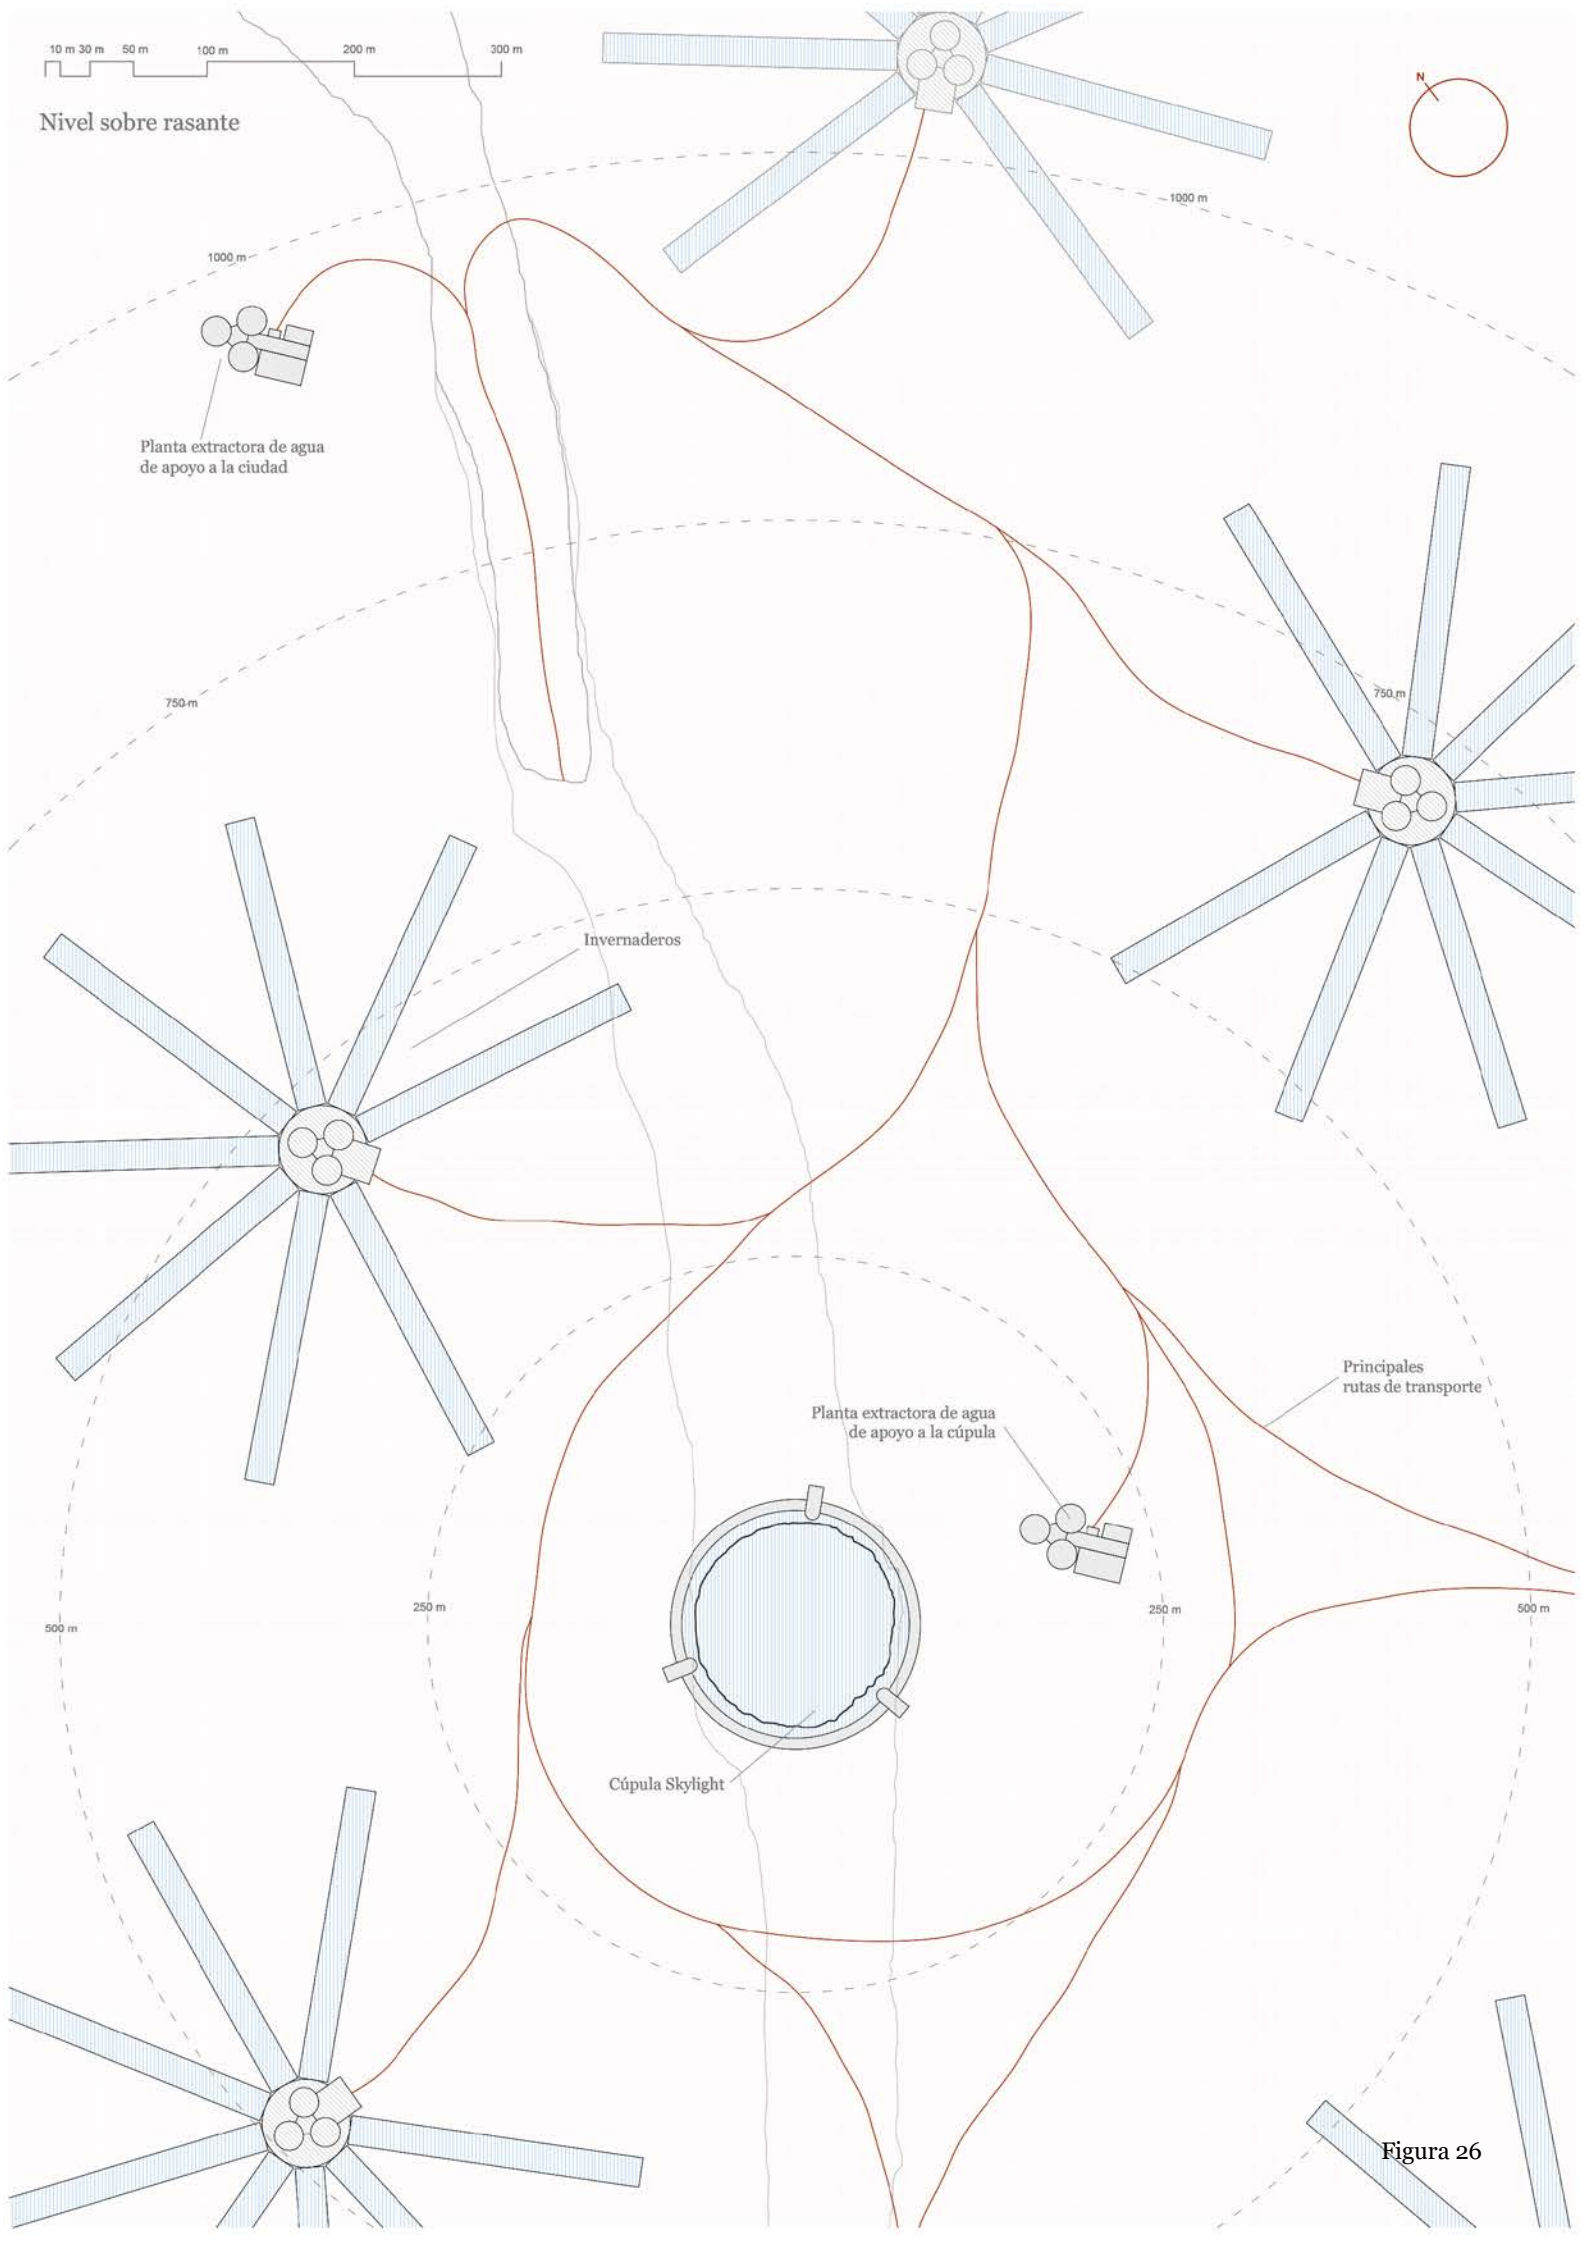 10 m 30 m 50 m 100 m 200 m 300 m
Nivel sobre rasante
N
1000 m
1000 m
Planta extractora de agua
de apoyo a la ciudad
750 m
750 m
Invernaderos
Principales
rutas de transporte
Planta extractora de agua
de apoyo a la cúpula
250 m
250 m
500 m
500 m
Cúpula Skylight
Figura 26